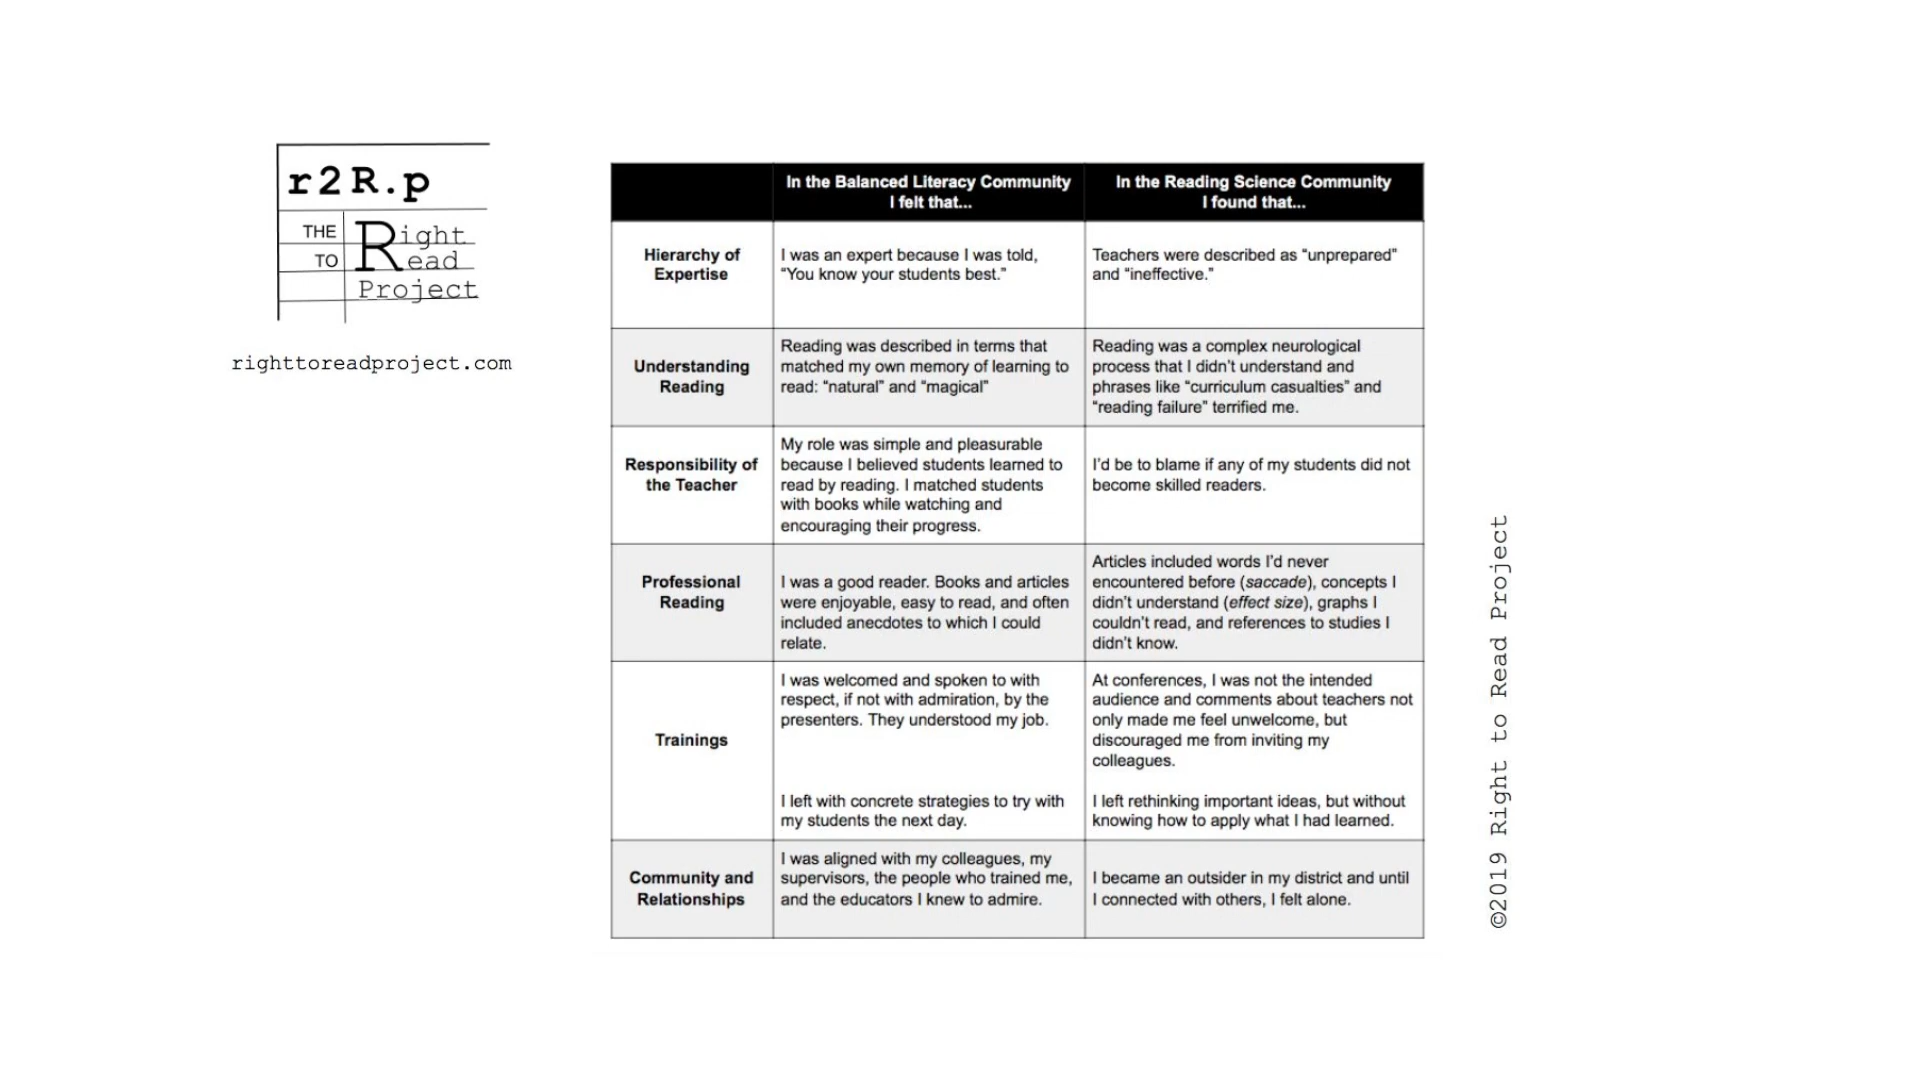 r2R.p
THE Right
TO Read
Project
righttoreadproject.com
In the Balanced Literacy Community
I felt that...
In the Reading Science Community
I found that...
Hierarchy of
Expertise
I was an expert because I was told,
“You know your students best.”
Teachers were described as “unprepared”
and “ineffective.”
Understanding
Reading
Reading was described in terms that
matched my own memory of learning to
read: “natural” and “magical”
Reading was a complex neurological
process that I didn’t understand and
phrases like “curriculum casualties” and
“reading failure” terrified me.
Responsibility of
the Teacher
My role was simple and pleasurable
because I believed students learned to
read by reading. I matched students
with books while watching and
encouraging their progress.
I’d be to blame if any of my students did not
become skilled readers.
Professional
Reading
I was a good reader. Books and articles
were enjoyable, easy to read, and often
included anecdotes to which I could
relate.
Articles included words I’d never
encountered before (saccade), concepts I
didn’t understand (effect size), graphs I
couldn’t read, and references to studies I
didn’t know.
Trainings
I was welcomed and spoken to with
respect, if not with admiration, by the
presenters. They understood my job.
I left with concrete strategies to try with
my students the next day.
At conferences, I was not the intended
audience and comments about teachers not
only made me feel unwelcome, but
discouraged me from inviting my
colleagues.
I left rethinking important ideas, but without
knowing how to apply what I had learned.
Community and
Relationships
I was aligned with my colleagues, my
supervisors, the people who trained me,
and the educators I knew to admire.
I became an outsider in my district and until
I connected with others, I felt alone.
©2019 Right to Read Project